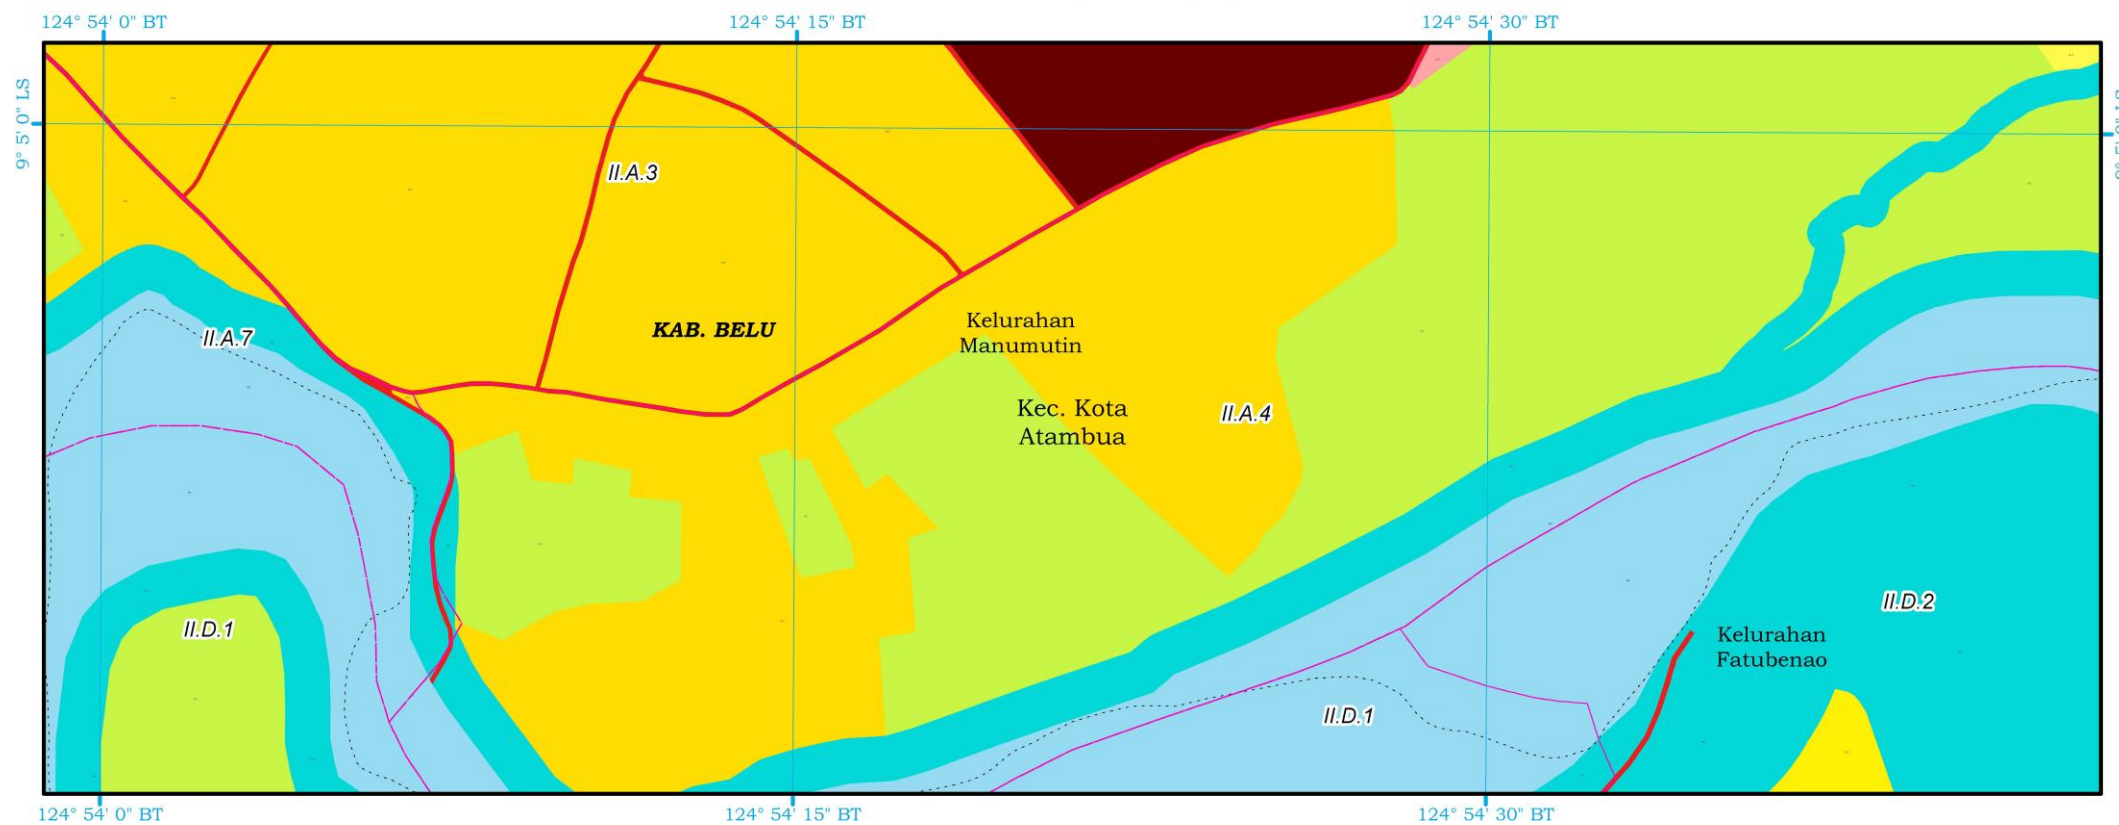 124° 54' 0" BT
124° 54' 15" BT
124° 54' 30" BT
9° 5' 0" LS
II.A.3
II.A.7
KAB. BELU
Kelurahan
Manumutin
Kec. Kota
Atambua
II.A.4
II.D.1
II.D.2
Kelurahan
Fatubenao
II.D.1
124° 54' 0" BT
124° 54' 15" BT
124° 54' 30" BT